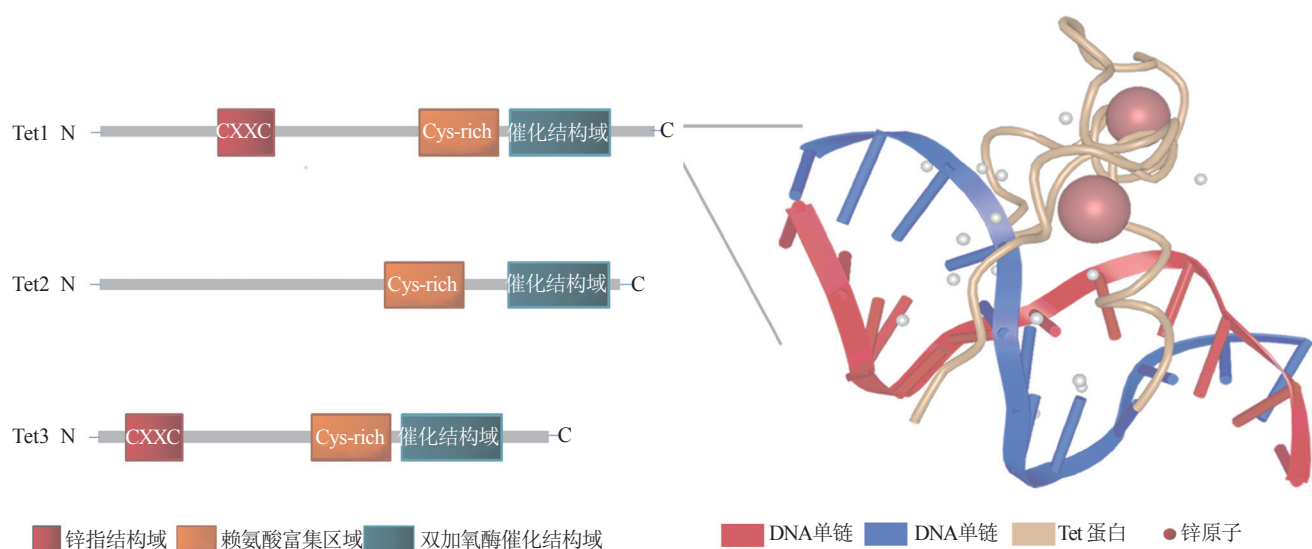 Tet1 N CXXC Cys-rich 催化结构域 C
Tet2 N Cys-rich 催化结构域 C
Tet3 N CXXC Cys-rich 催化结构域 C
锌指结构域 赖氨酸富集区域 双加氧酶催化结构域
DNA单链 DNA单链 Tet 蛋白 锌原子